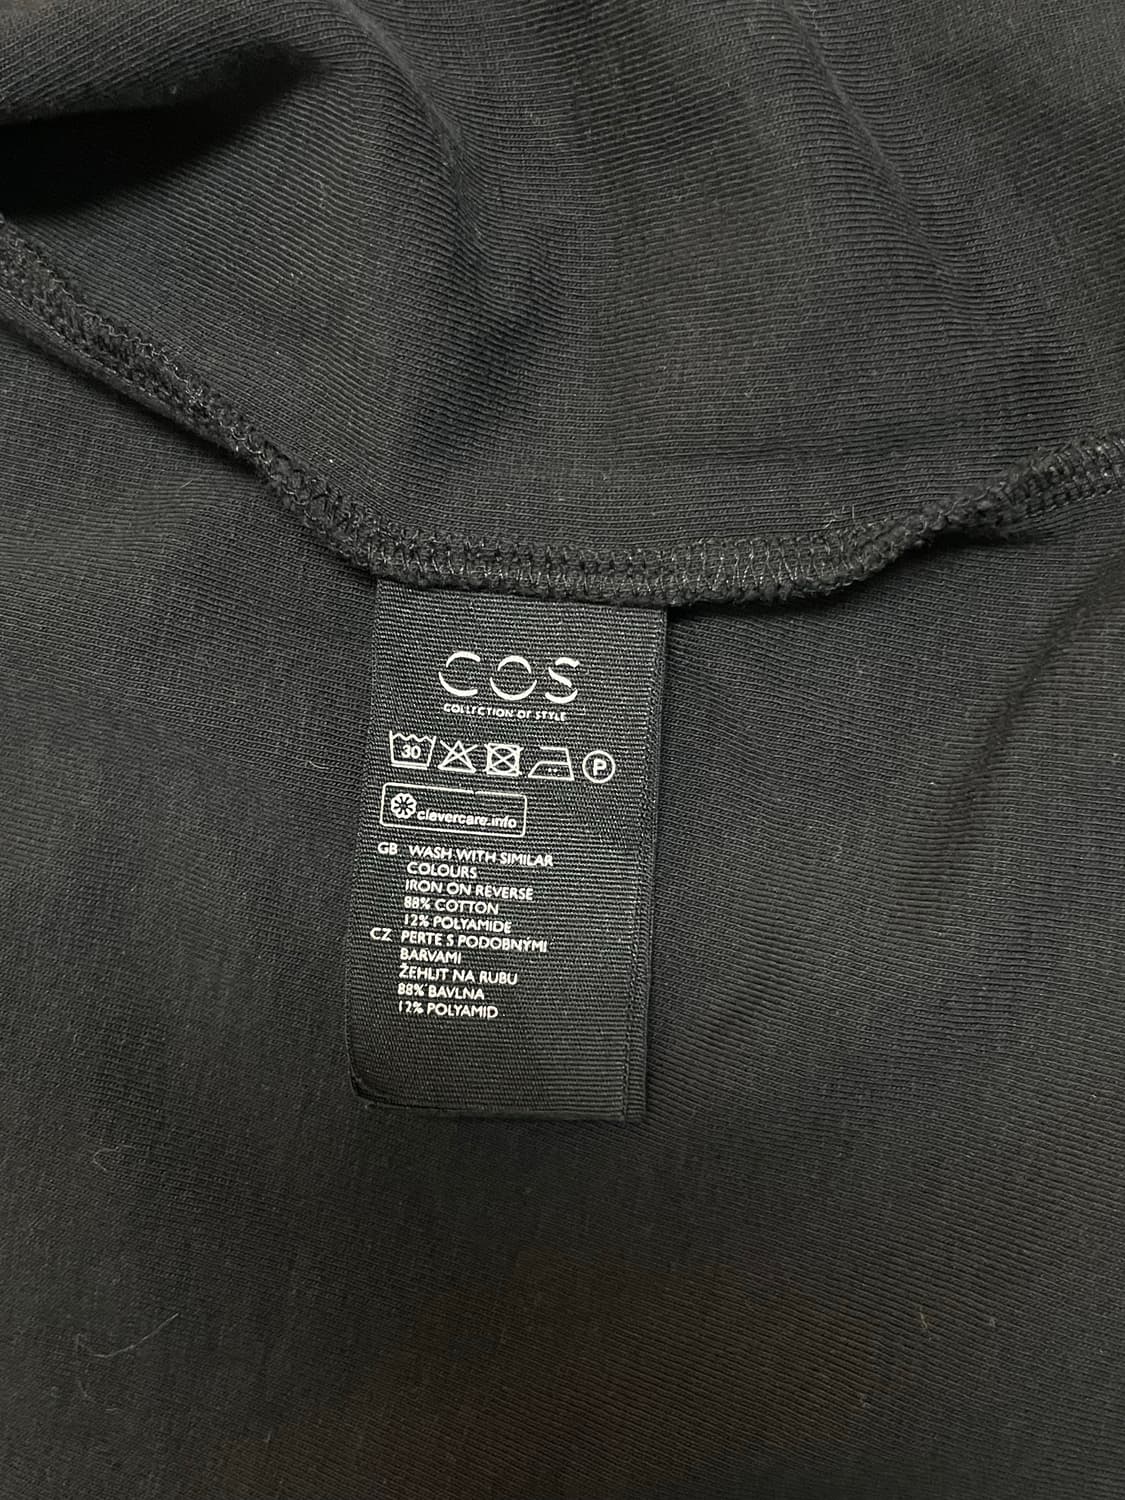 COS
COLLECTION OF STYLE
30 P
clevercare.info
GB WASH WITH SIMILAR
COLOURS
IRON ON REVERSE
88% COTTON
12% POLYAMIDE
CZ PERTE S PODOBNÝMI
BARVAMI
ŽEHLIT NA RUBU
88% BAVLNA
12% POLYAMID